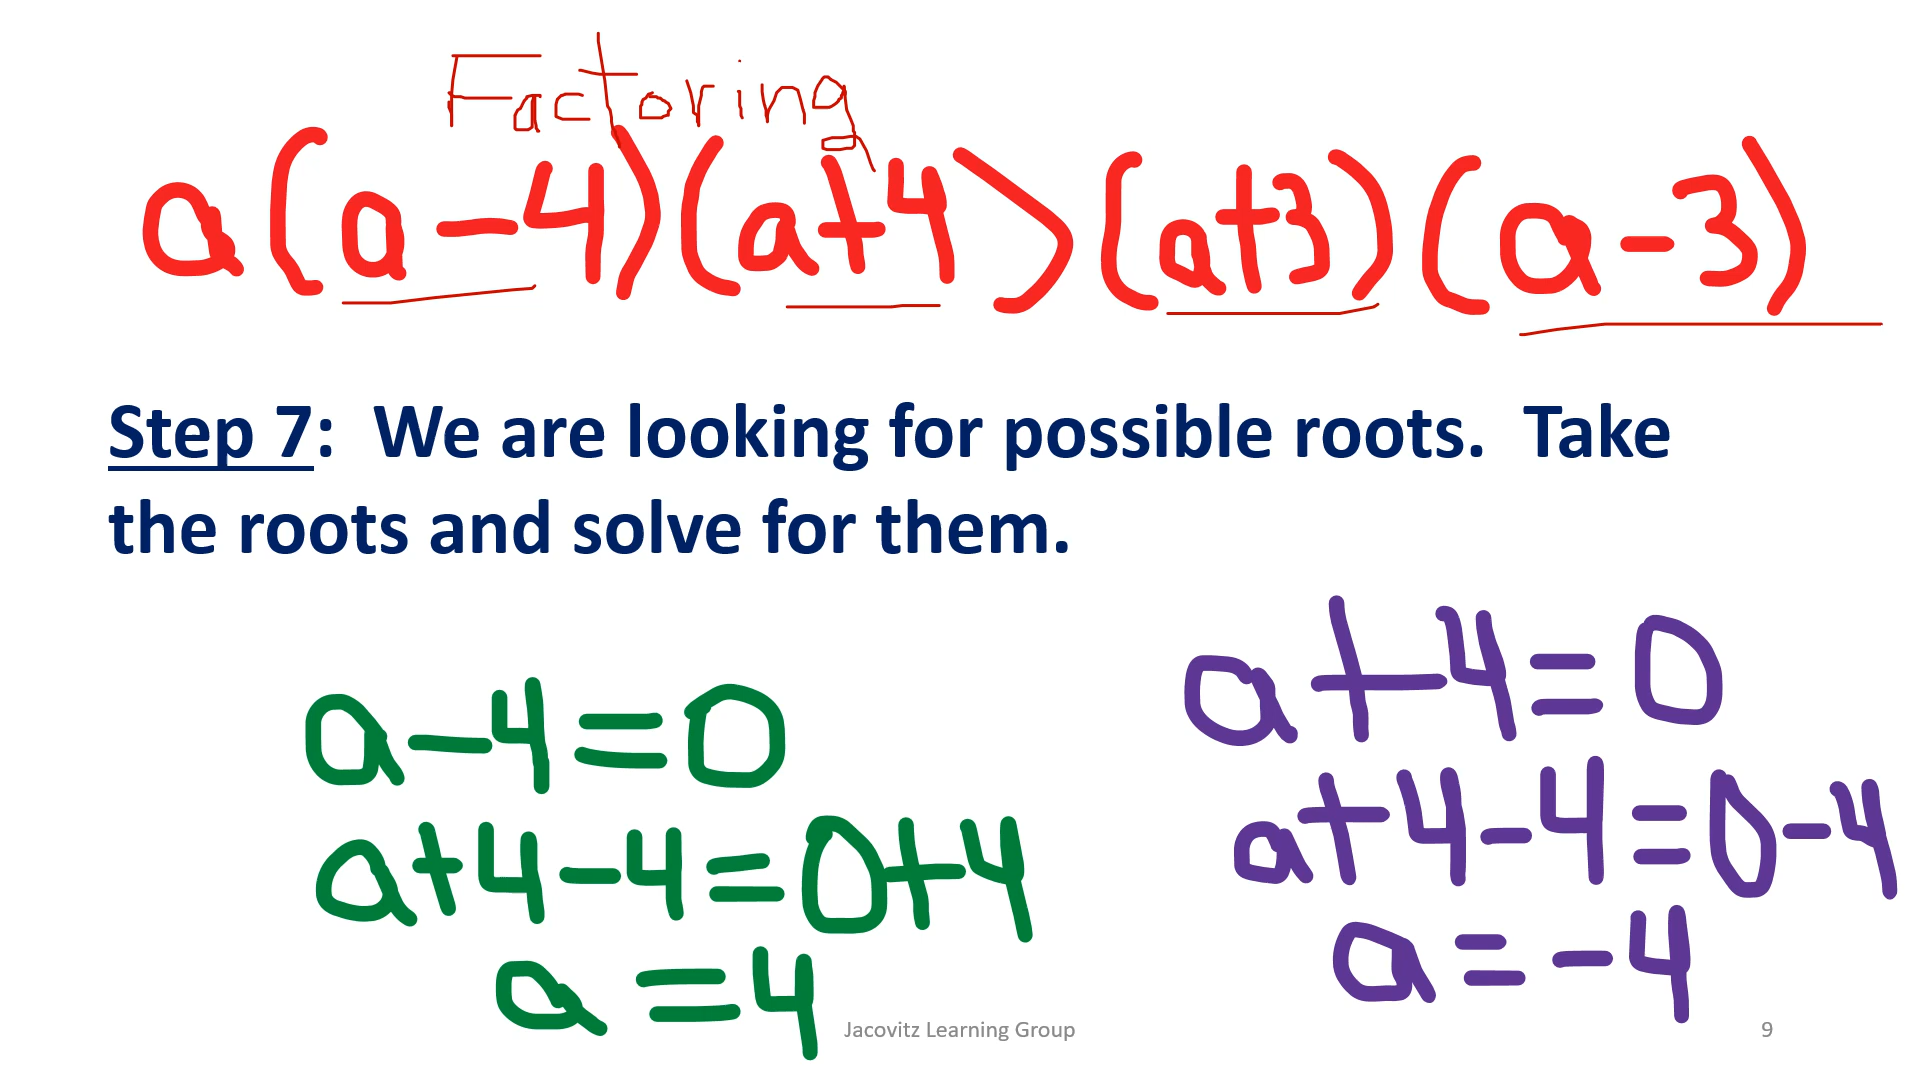 Factoring
a(a-4)(a+4)(a+3)(a-3)
Step 7: We are looking for possible roots. Take
the roots and solve for them.
a-4=0
a+4-4=0+4
a=4
a+4=0
a+4-4=0-4
a=-4
Jacovitz Learning Group
9